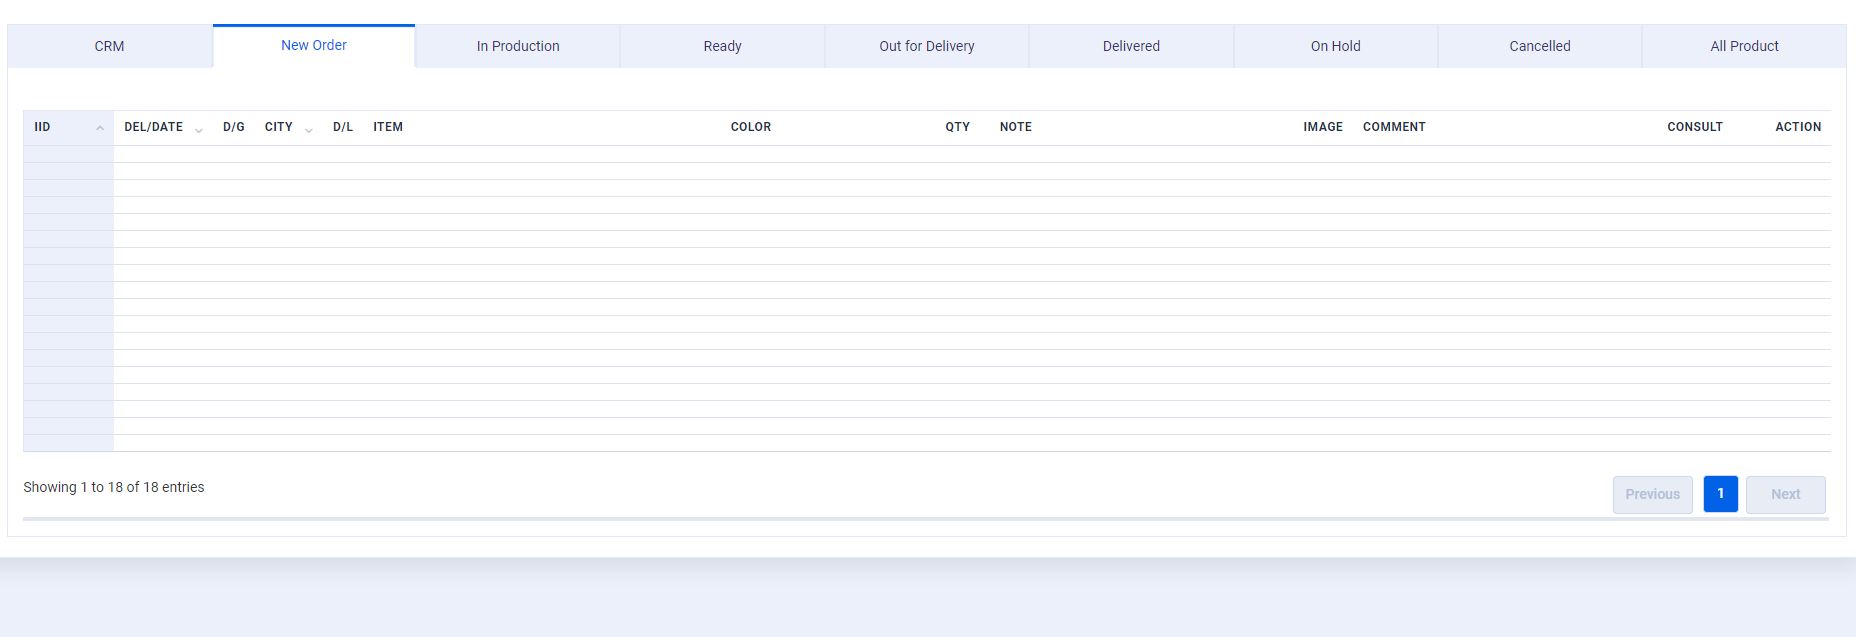 CRM New Order In Production Ready Out for Delivery Delivered On Hold Cancelled All Product
IID DEL/DATE D/G CITY D/L ITEM COLOR QTY NOTE IMAGE COMMENT CONSULT ACTION
Showing 1 to 18 of 18 entries
Previous 1 Next